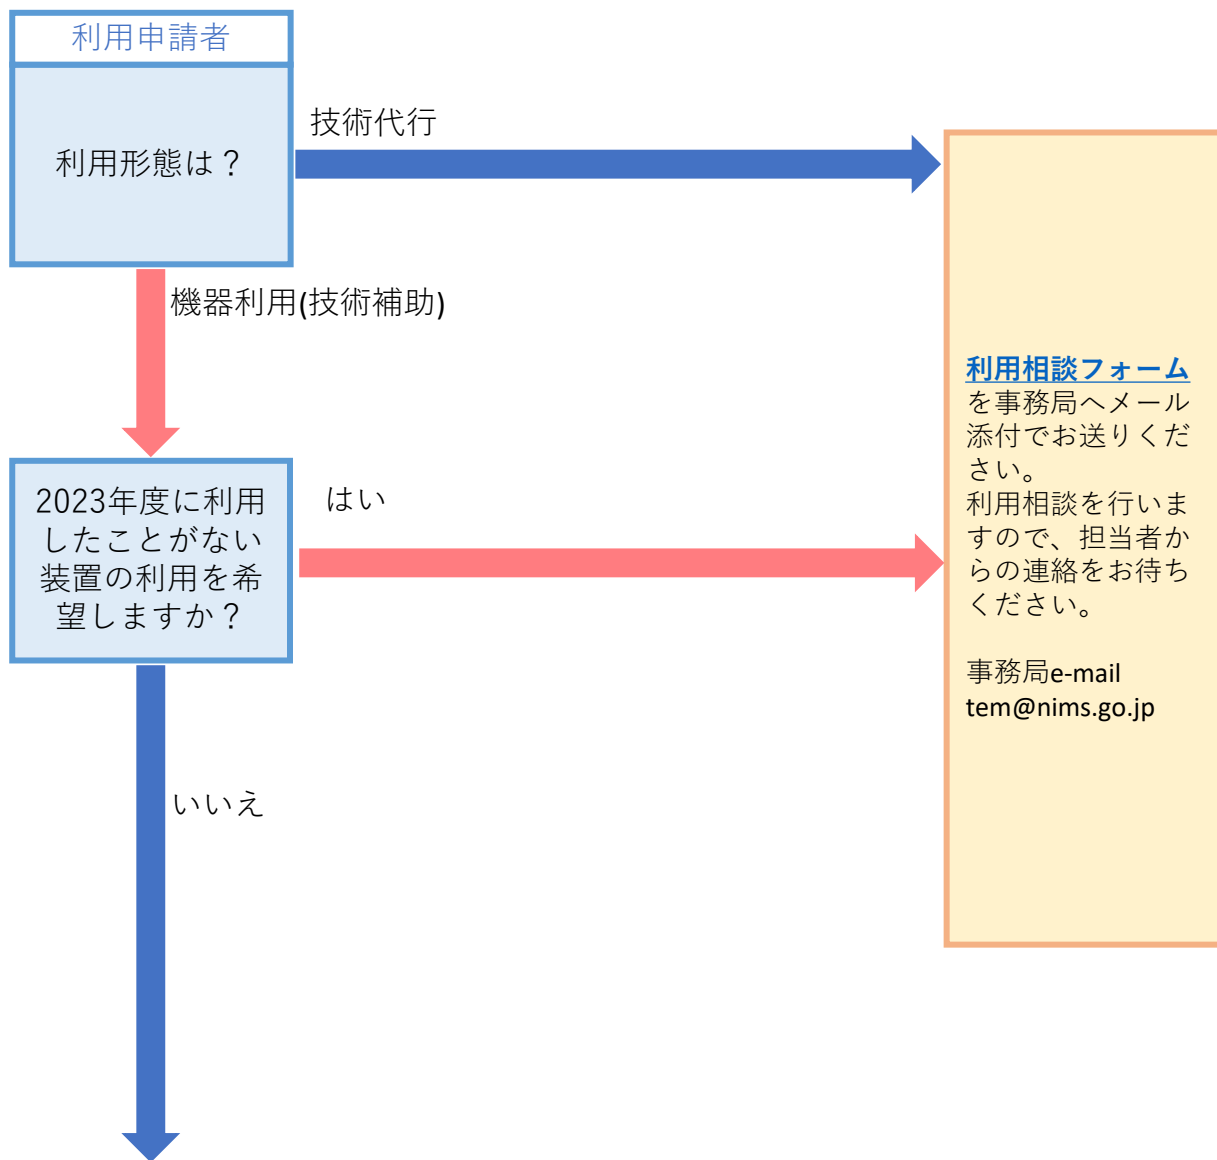 利用申請者
利用形態は？
技術代行
機器利用(技術補助)
2023年度に利用
したことがない
装置の利用を希
望しますか？
はい
いいえ
利用相談フォーム
を事務局へメール
添付でお送りくだ
さい。
利用相談を行いま
すので、担当者か
らの連絡をお待ち
ください。
事務局e-mail
tem@nims.go.jp